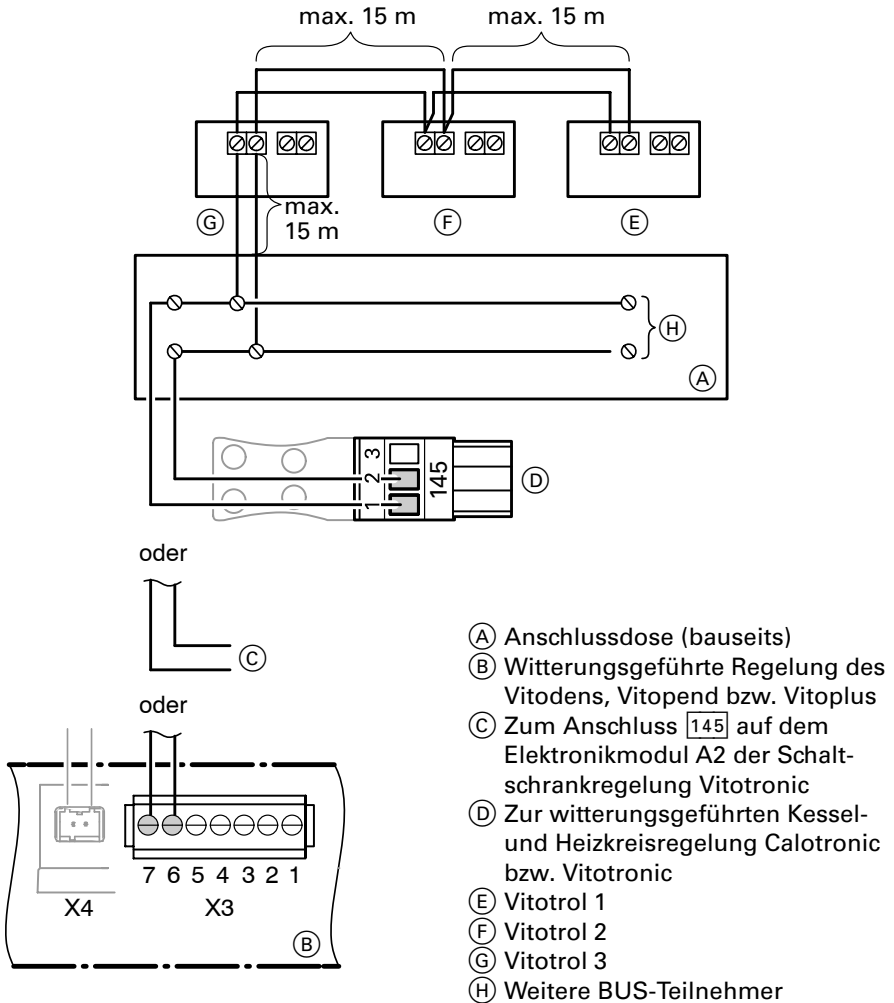 max. 15 m
max. 15 m
G
max.
15 m
F
E
H
A
3
2
1
145
D
oder
C
oder
7 6 5 4 3 2 1
X4
X3
B
A Anschlussdose (bauseits)
B Witterungsgeführte Regelung des
Vitodens, Vitopend bzw. Vitoplus
C Zum Anschluss 145 auf dem
Elektronikmodul A2 der Schalt-
schrankregelung Vitotronic
D Zur witterungsgeführten Kessel-
und Heizkreisregelung Calotronic
bzw. Vitotronic
E Vitotrol 1
F Vitotrol 2
G Vitotrol 3
H Weitere BUS-Teilnehmer